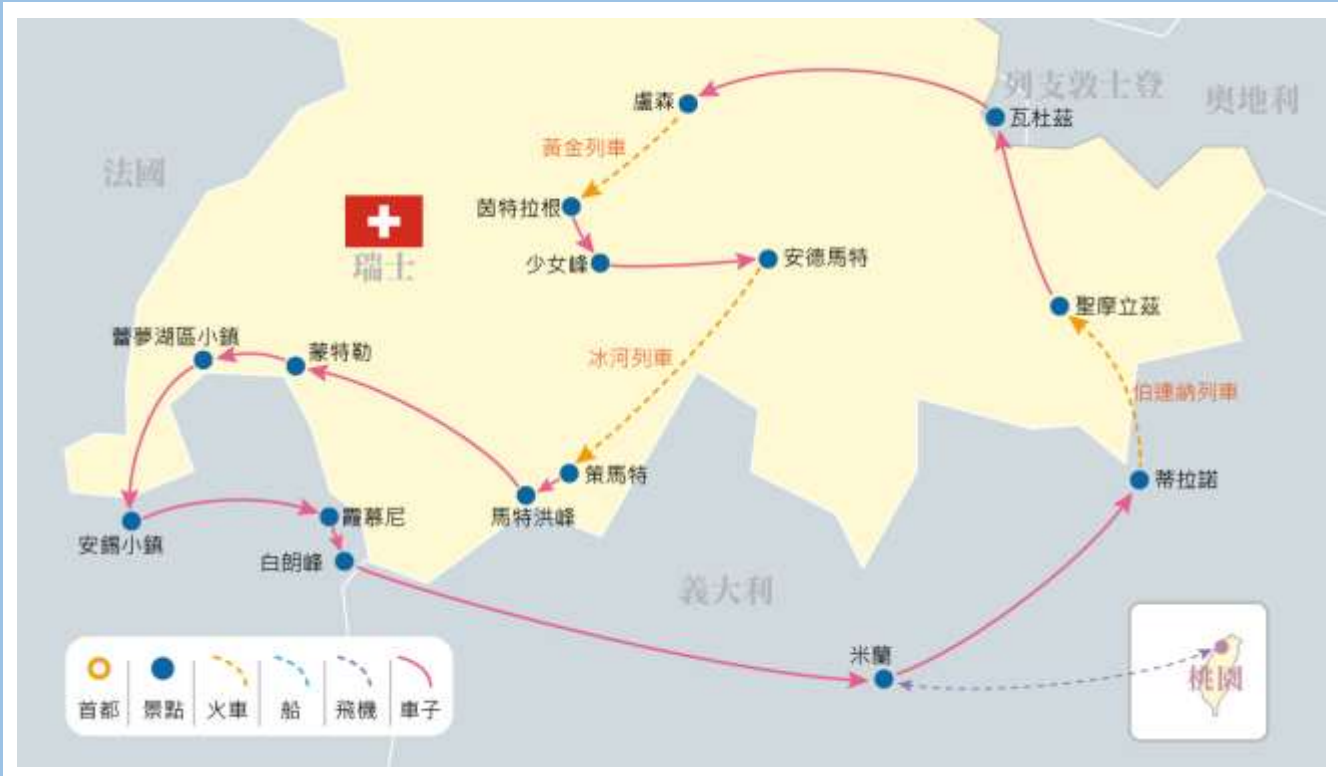 列支敦士登
奧地利
盧森
瓦杜茲
黃金列車
法國
茵特拉根
少女峰
安德馬特
瑞士
聖摩立茲
蕾夢湖區小鎮
蒙特勒
冰河列車
伯連納列車
策馬特
蒂拉諾
馬特洪峰
霞慕尼
安錫小鎮
白朗峰
義大利
米蘭
桃園
首都
景點
火車
船
飛機
車子